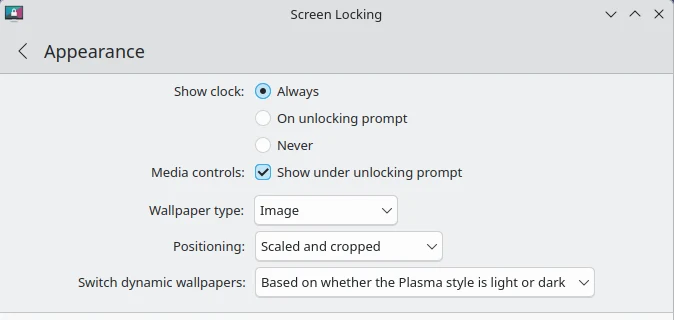 Screen Locking
Appearance
Show clock: Always
On unlocking prompt
Never
Media controls: Show under unlocking prompt
Wallpaper type: Image
Positioning: Scaled and cropped
Switch dynamic wallpapers: Based on whether the Plasma style is light or dark